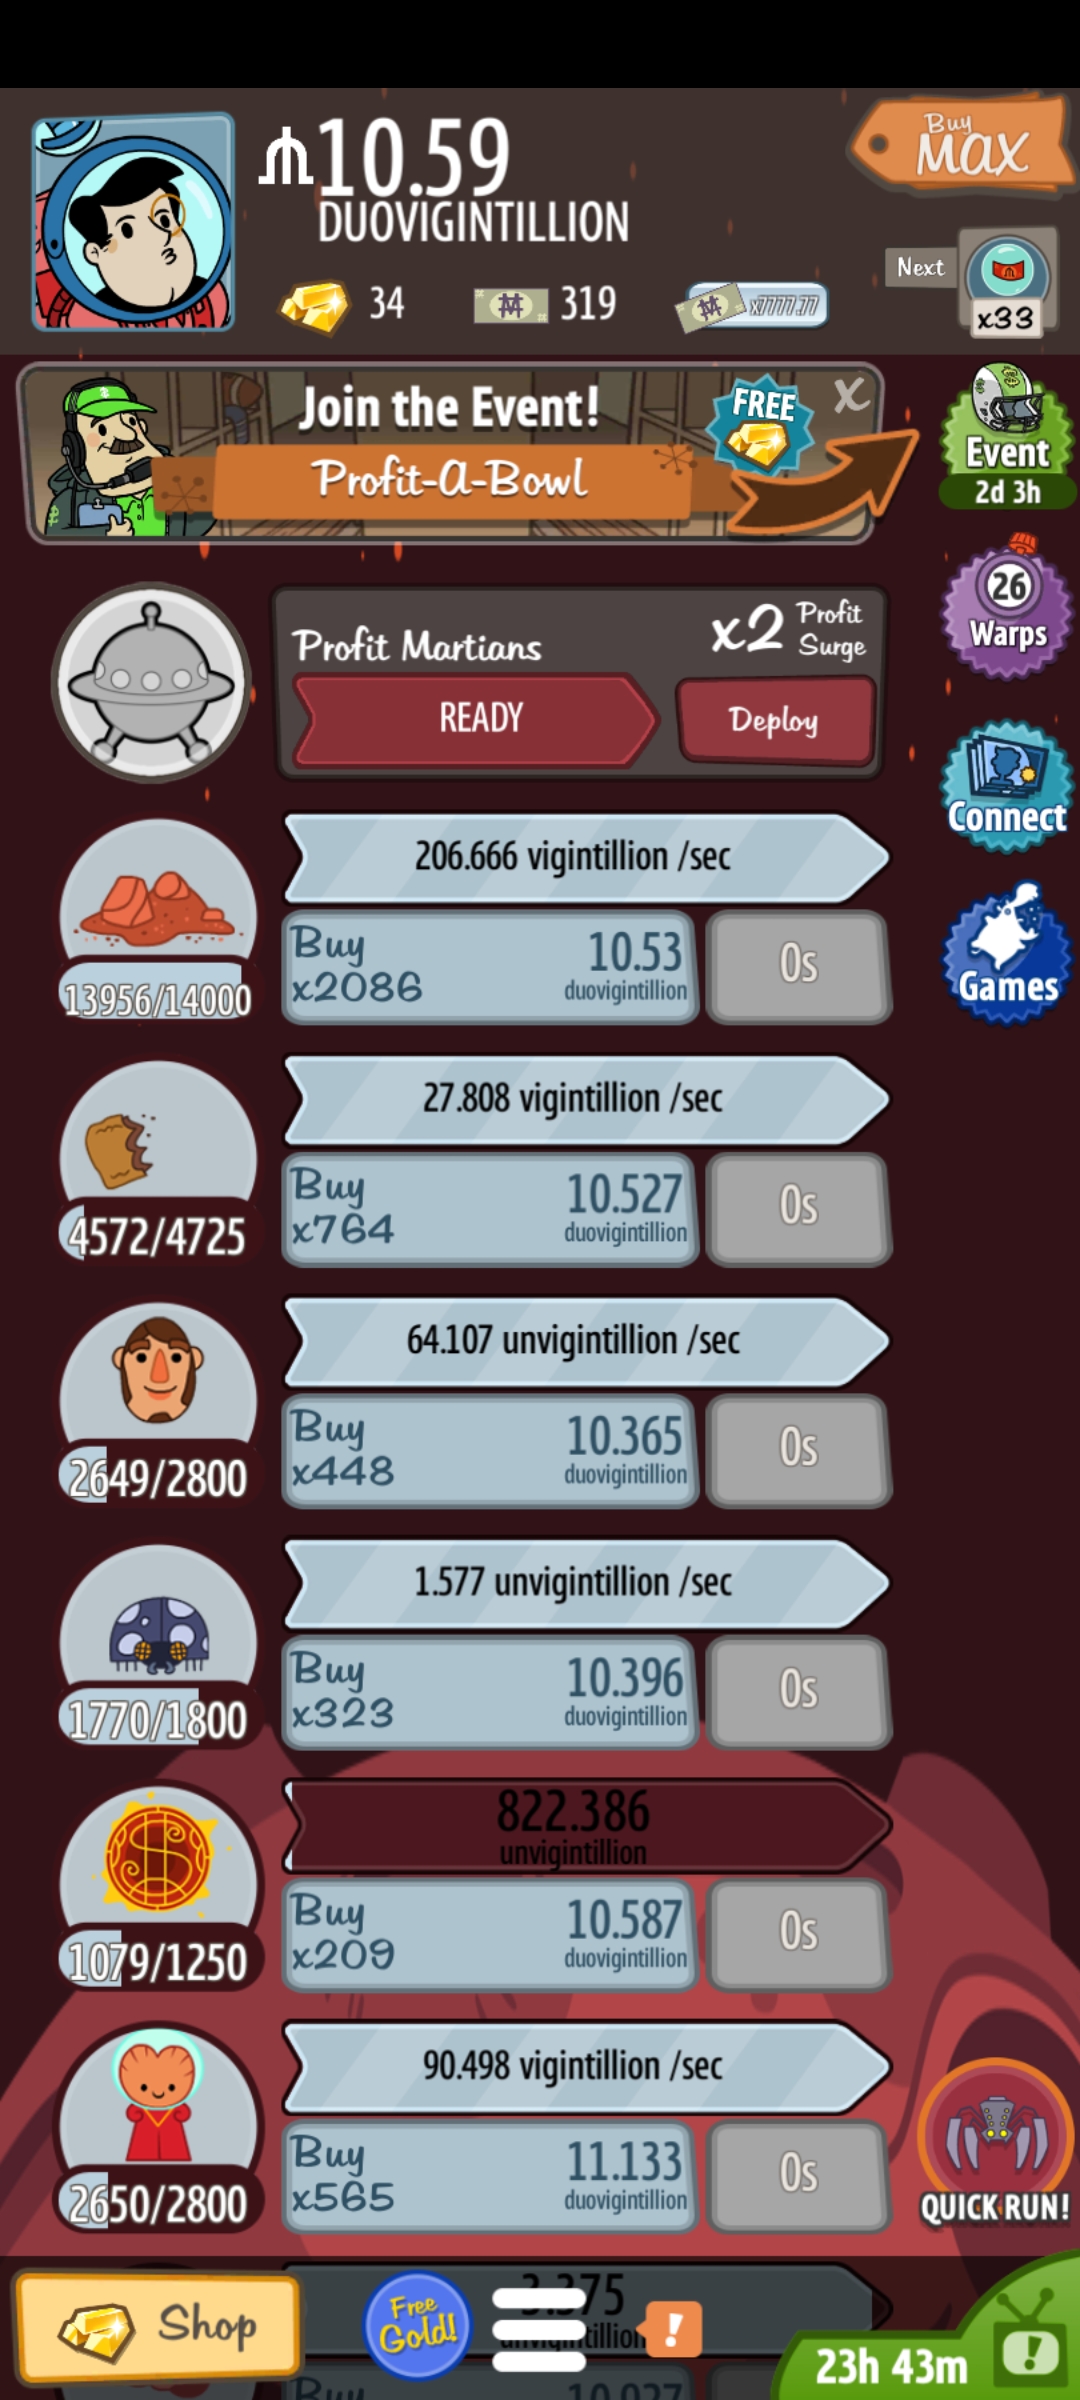 10.59
DUOVIGINTILLION
Buy
MAX
34
319
x7777.77
Next
x33
Join the Event!
FREE
X
Profit-A-Bowl
Event
2d 3h
Profit Martians
x2 Profit
Surge
READY
Deploy
26
Warps
Connect
Games
206.666 vigintillion /sec
13956/14000
Buy
x2086
10.53
duovigintillion
0s
27.808 vigintillion /sec
4572/4725
Buy
x764
10.527
duovigintillion
0s
64.107 unvigintillion /sec
2649/2800
Buy
x448
10.365
duovigintillion
0s
1.577 unvigintillion /sec
1770/1800
Buy
x323
10.396
duovigintillion
0s
822.386
unvigintillion
1079/1250
Buy
x209
10.587
duovigintillion
0s
90.498 vigintillion /sec
2650/2800
Buy
x565
11.133
duovigintillion
0s
QUICK RUN!
Shop
Free
Gold!
!
23h 43m
!
Buy